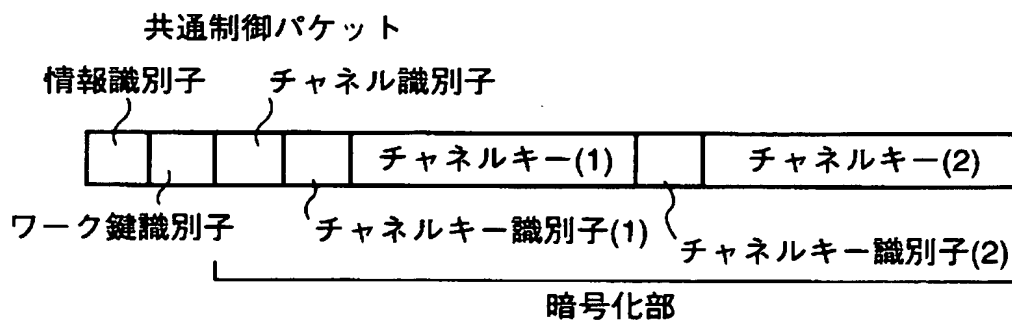 共通制御パケット
情報識別子
チャネル識別子
チャネルキー(1)
チャネルキー(2)
ワーク鍵識別子
チャネルキー識別子(1)
チャネルキー識別子(2)
暗号化部